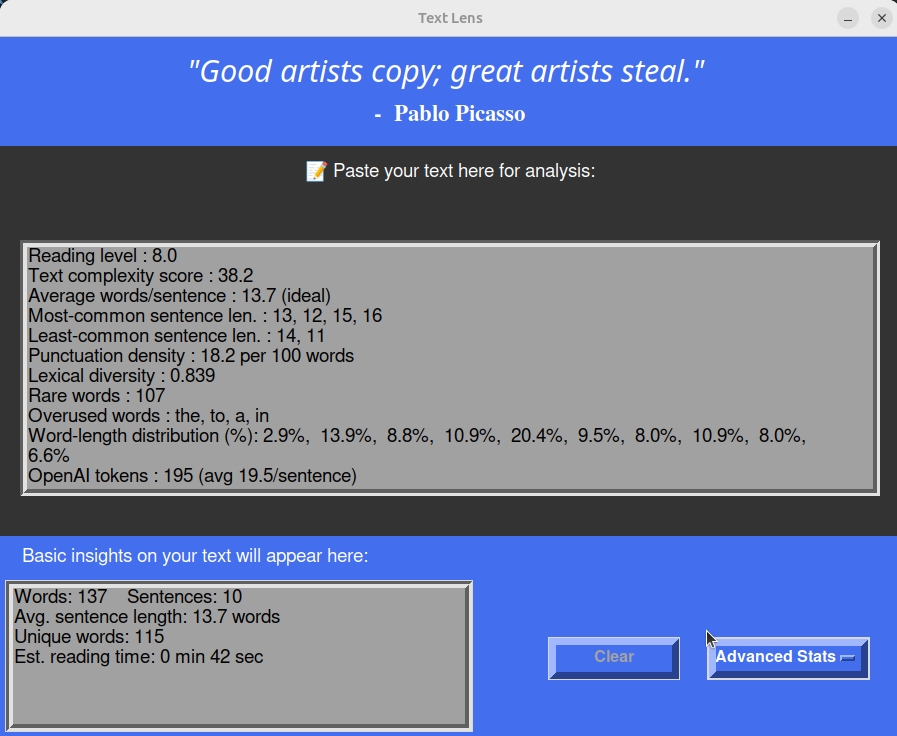 Text Lens
"Good artists copy; great artists steal."
- Pablo Picasso
📝 Paste your text here for analysis:
Reading level : 8.0
Text complexity score : 38.2
Average words/sentence : 13.7 (ideal)
Most-common sentence len. : 13, 12, 15, 16
Least-common sentence len. : 14, 11
Punctuation density : 18.2 per 100 words
Lexical diversity : 0.839
Rare words : 107
Overused words : the, to, a, in
Word-length distribution (%): 2.9%, 13.9%, 8.8%, 10.9%, 20.4%, 9.5%, 8.0%, 10.9%, 8.0%,
6.6%
OpenAI tokens : 195 (avg 19.5/sentence)
Basic insights on your text will appear here:
Words: 137 Sentences: 10
Avg. sentence length: 13.7 words
Unique words: 115
Est. reading time: 0 min 42 sec
Clear
Advanced Stats